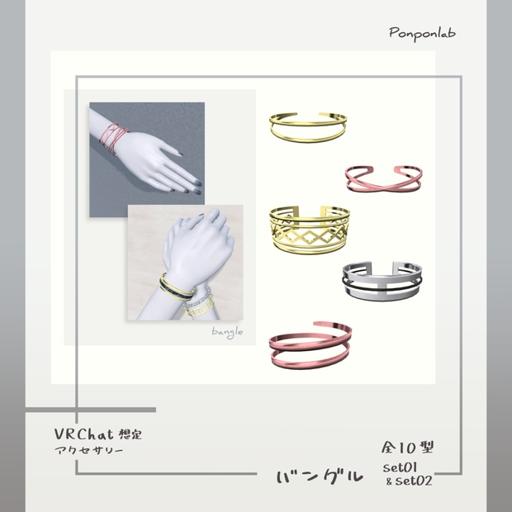 Ponponlab
bangle
VRChat 想定
アクセサリー
バングル
全10型
set01
& set02